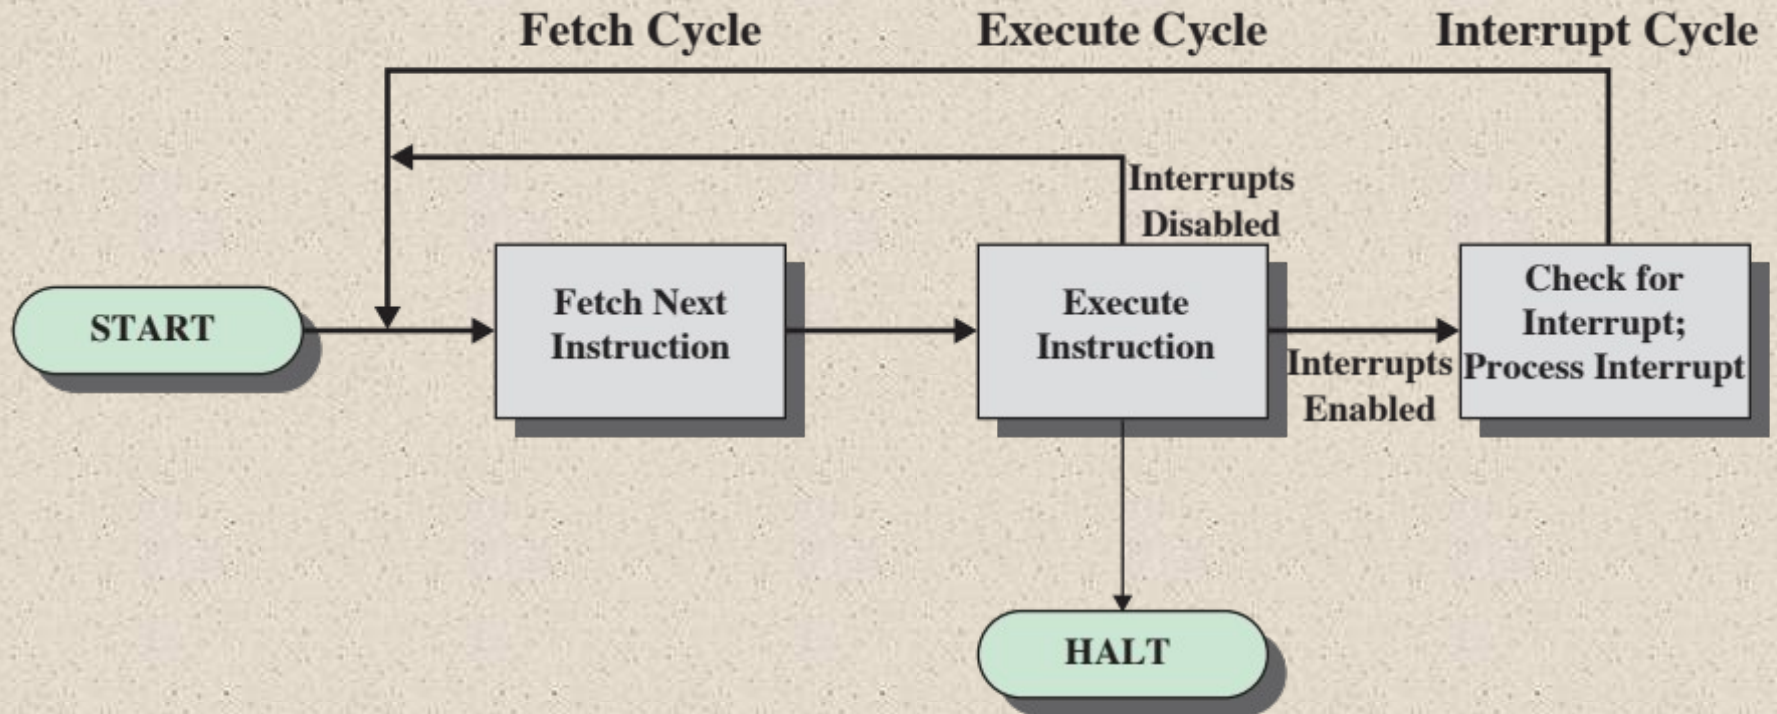 Fetch Cycle
Execute Cycle
Interrupt Cycle
Interrupts
Disabled
START
Fetch Next
Instruction
Execute
Instruction
Interrupts
Enabled
Check for
Interrupt;
Process Interrupt
HALT